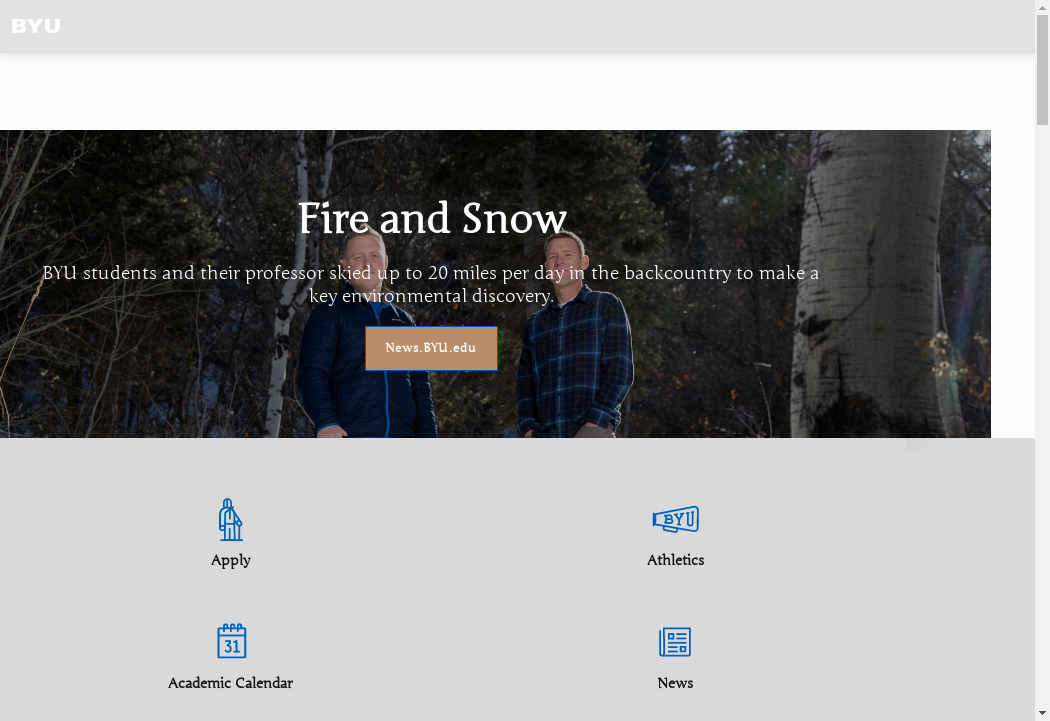 BYU
Fire and Snow
BYU students and their professor skied up to 20 miles per day in the backcountry to make a
key environmental discovery.
News.BYU.edu
BYU
Apply
Athletics
31
Academic Calendar
News